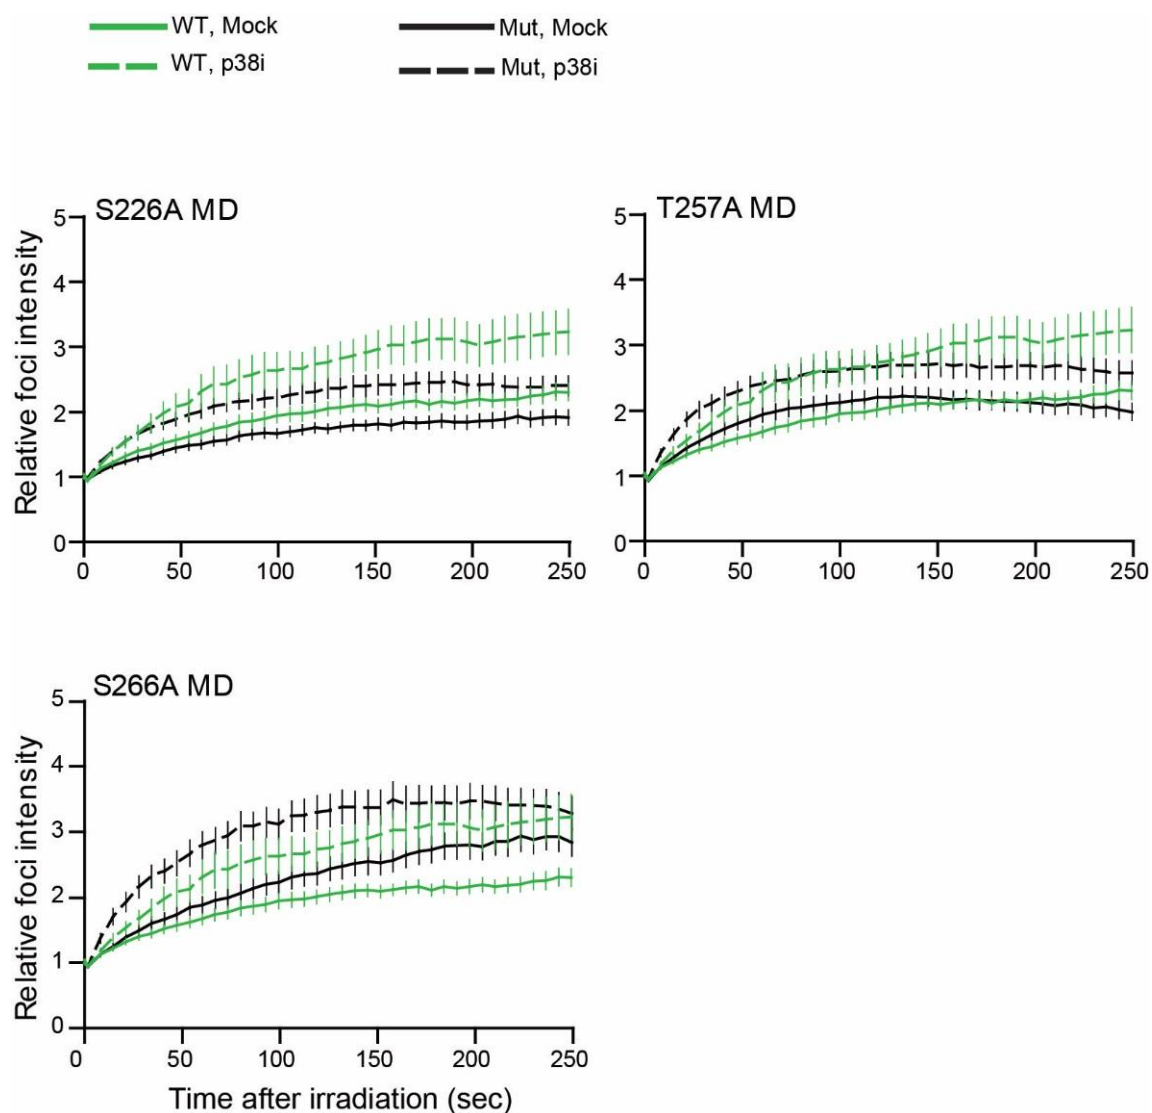 WT, Mock
Mut, Mock
WT, p38i
Mut, p38i
S226A MD
T257A MD
Relative foci intensity
5
4
3
2
1
0
0 50 100 150 200 250
5
4
3
2
1
0
0 50 100 150 200 250
S266A MD
Relative foci intensity
5
4
3
2
1
0
0 50 100 150 200 250
Time after irradiation (sec)